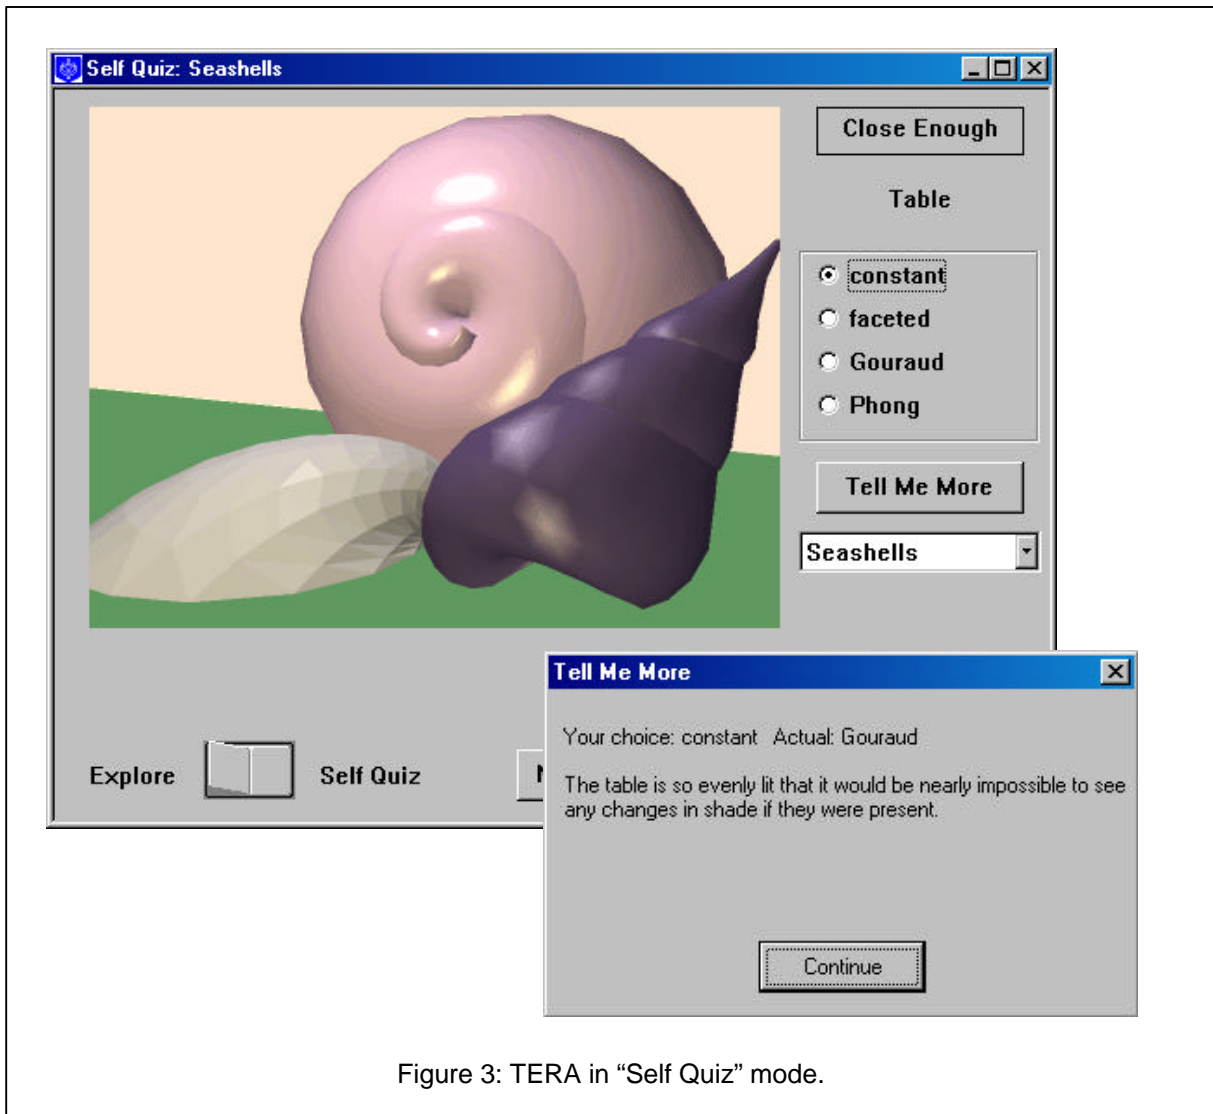 Self Quiz: Seashells
Close Enough
Table
constant
faceted
Gouraud
Phong
Tell Me More
Seashells
Explore
Self Quiz
Tell Me More
Your choice: constant Actual: Gouraud
The table is so evenly lit that it would be nearly impossible to see
any changes in shade if they were present.
Continue
Figure 3: TERA in “Self Quiz” mode.